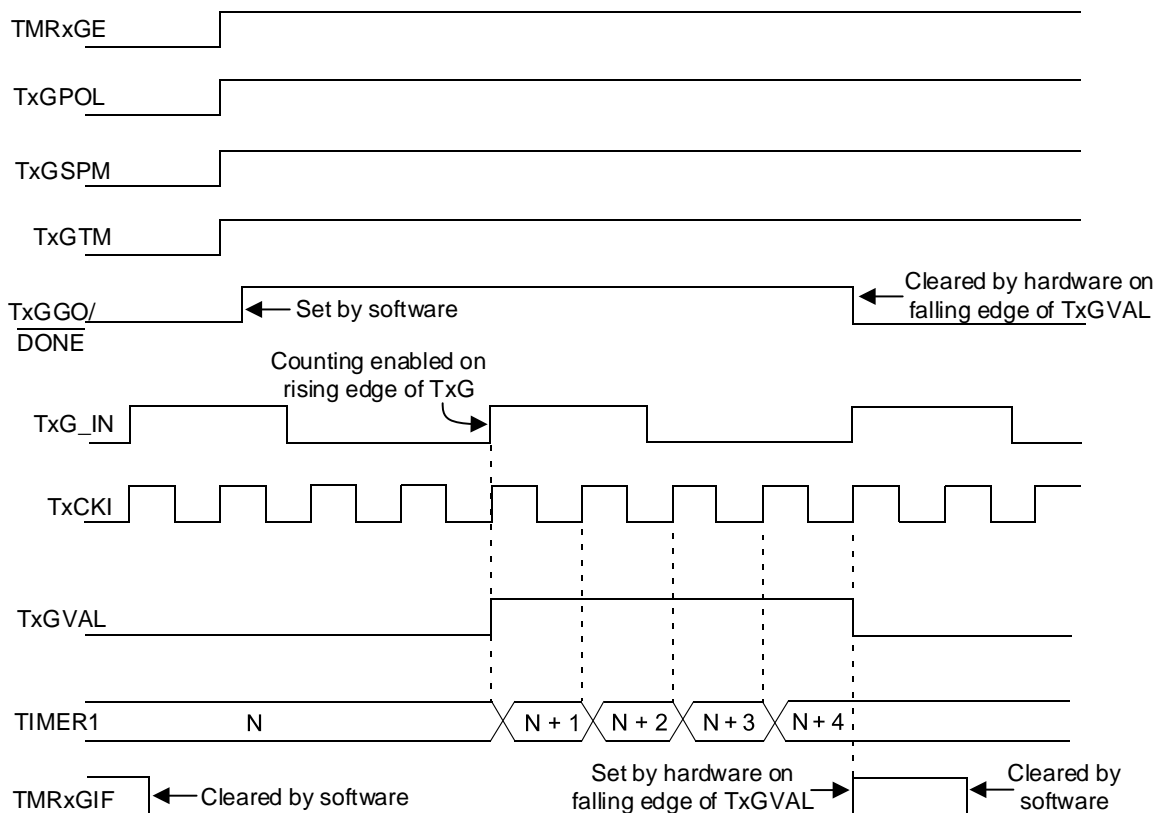 TMRxGE
TxGPOL
TxGSPM
TxGTM
TxGGO/
DONE
Set by software
Cleared by hardware on
falling edge of TxGVAL
Counting enabled on
rising edge of TxG
TxG_IN
TxCKI
TxGVAL
TIMER1
N
N + 1
N + 2
N + 3
N + 4
TMRxGIF
Cleared by software
Set by hardware on
falling edge of TxGVAL
Cleared by
software